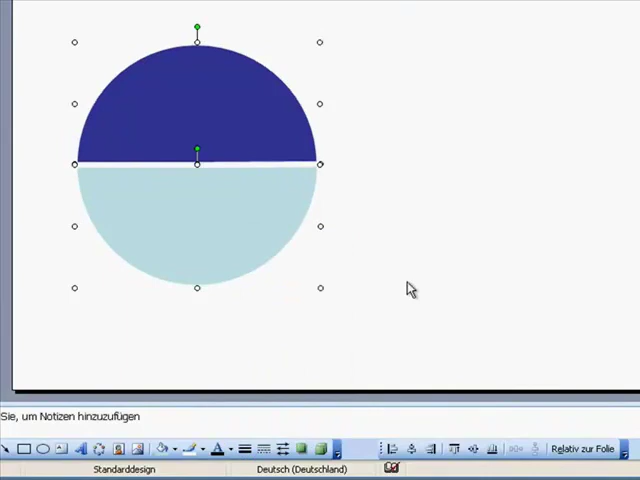 Sie, um Notizen hinzuzufügen
Relativ zur Folie
Standarddesign
Deutsch (Deutschland)